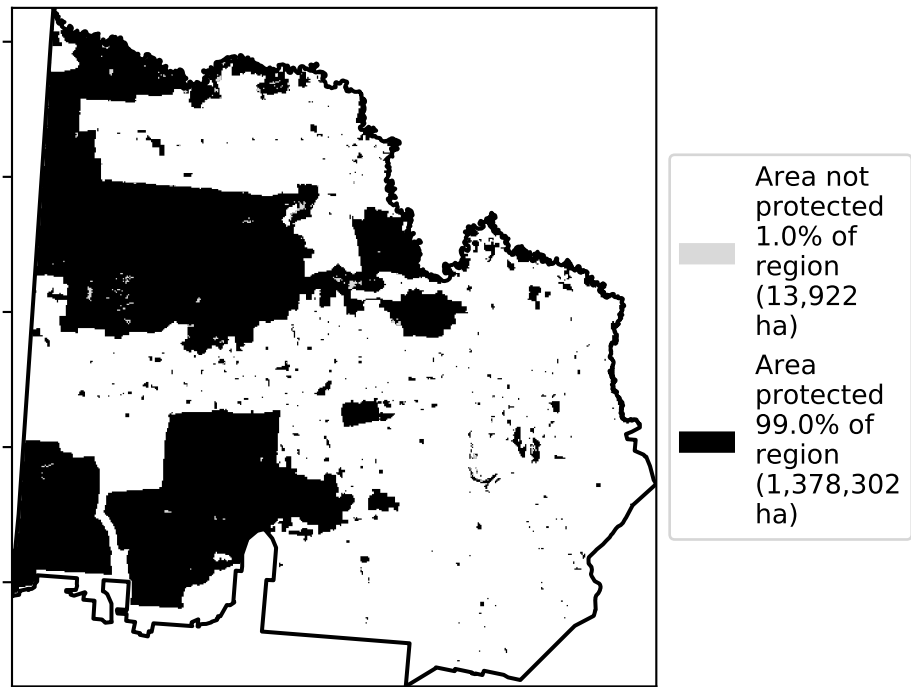 Area not
protected
1.0% of
region
(13,922
ha)
Area
protected
99.0% of
region
(1,378,302
ha)